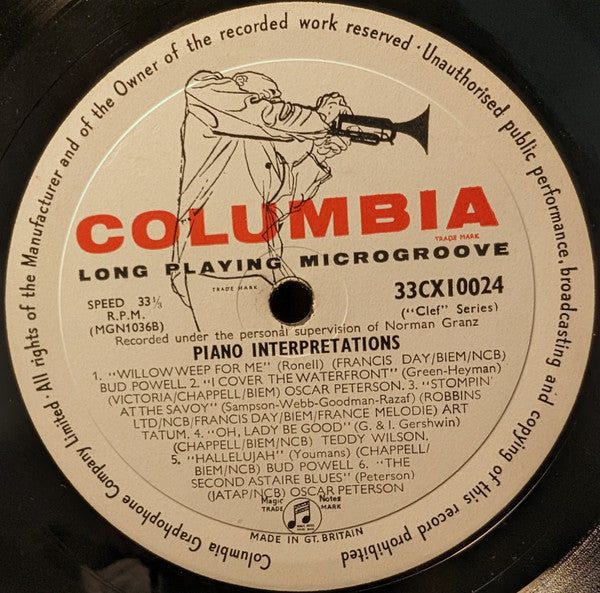 Columbia Graphophone Company Limited · All rights of the Manufacturer and of the Owner of the recorded work reserved · Unauthorised public performance, broadcasting and copying of this record prohibited
COLUMBIA
TRADE MARK
LONG PLAYING MICROGROOVE
TRADE MARK
SPEED 33⅓
R.P.M.
(MGN1036B)
33CX10024
("Clef" Series)
Recorded under the personal supervision of Norman Granz
PIANO INTERPRETATIONS
1. "WILLOW WEEP FOR ME" (Ronell) (FRANCIS DAY/BIEM/NCB)
BUD POWELL. 2. "I COVER THE WATERFRONT" (Green-Heyman)
(VICTORIA/CHAPPELL/BIEM) OSCAR PETERSON. 3. "STOMPIN'
AT THE SAVOY" (Sampson-Webb-Goodman-Razaf) (ROBBINS
LTD/NCB/FRANCIS DAY/BIEM/FRANCE MELODIE) ART
TATUM. 4. "OH, LADY BE GOOD" (G. & I. Gershwin)
(CHAPPELL/BIEM/NCB) TEDDY WILSON.
5. "HALLELUJAH" (Youmans) (CHAPPELL/
BIEM/NCB) BUD POWELL 6. "THE
SECOND ASTAIRE BLUES" (Peterson)
(JATAP/NCB) OSCAR PETERSON
Magic Notes
TRADE MARK
MADE IN GT. BRITAIN